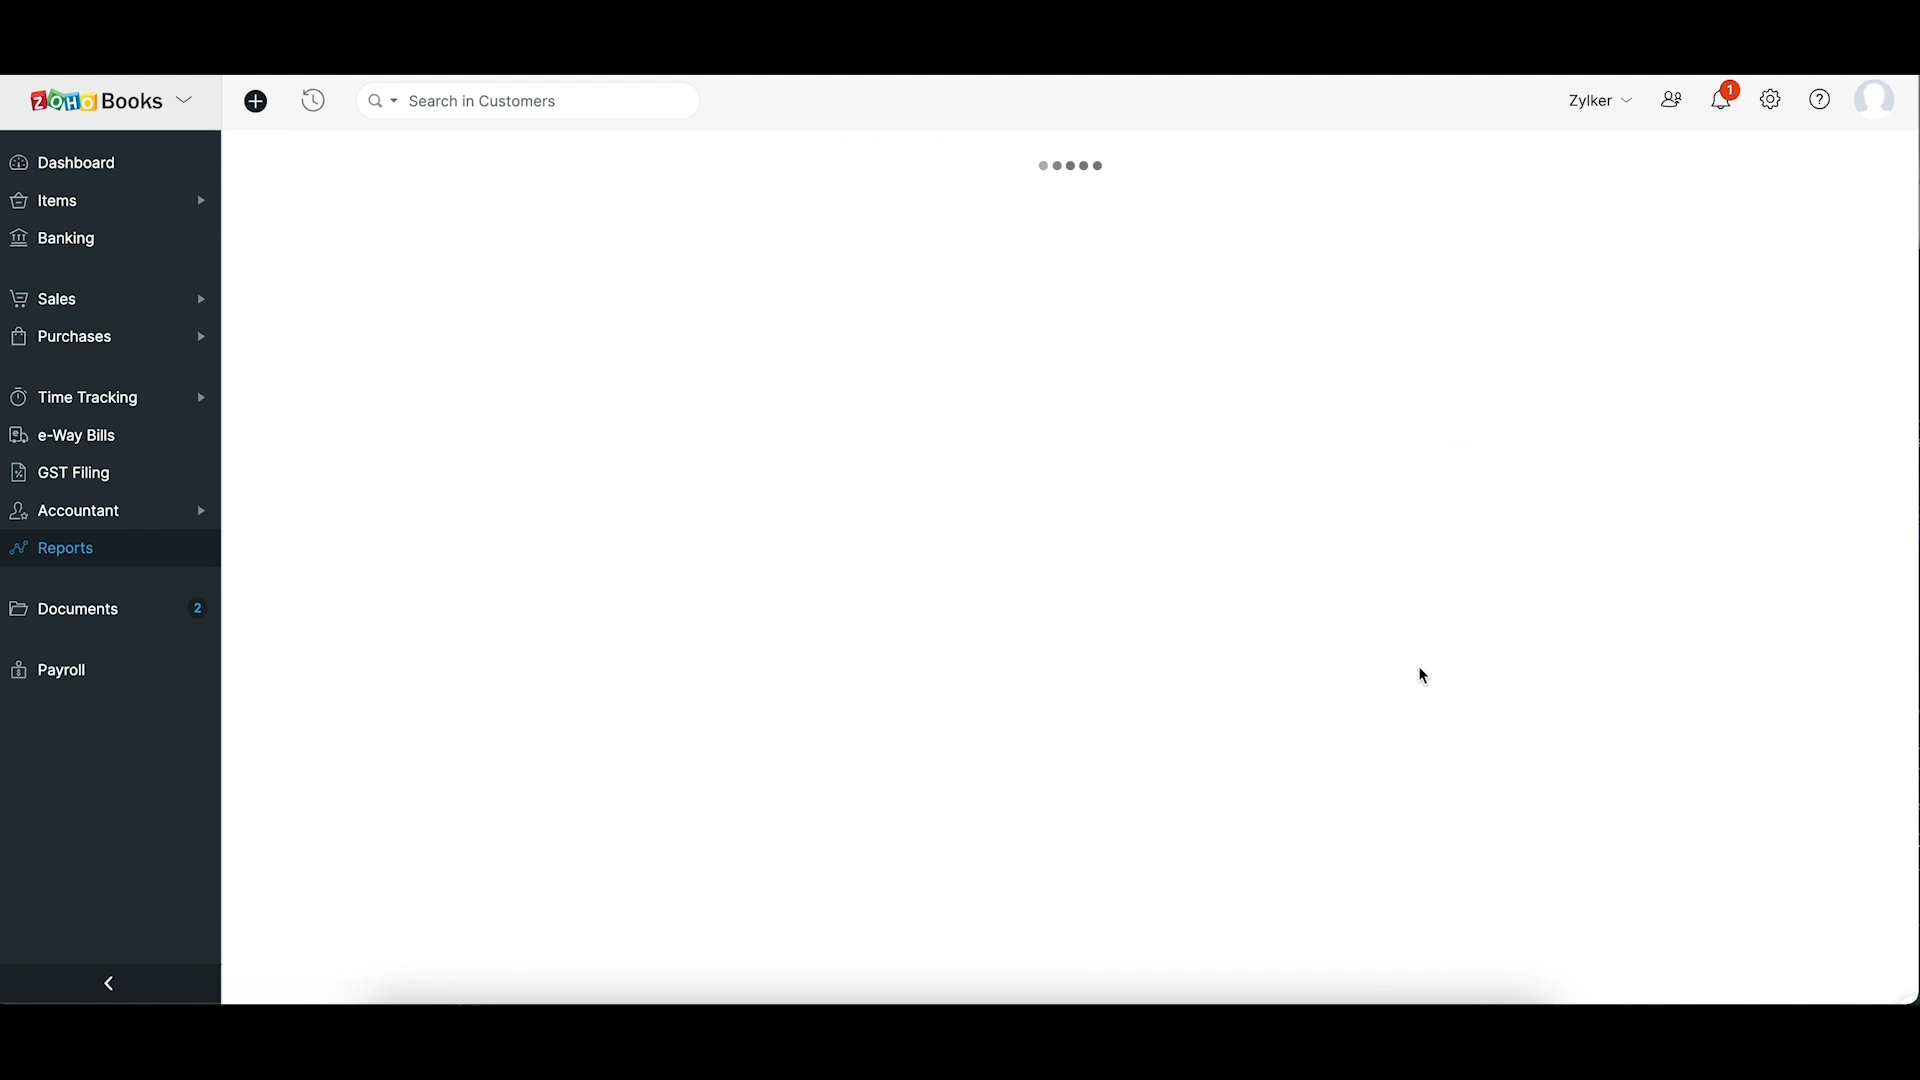 ZOHO Books
Search in Customers
Zylker
1
Dashboard
Items
Banking
Sales
Purchases
Time Tracking
e-Way Bills
GST Filing
Accountant
Reports
Documents 2
Payroll